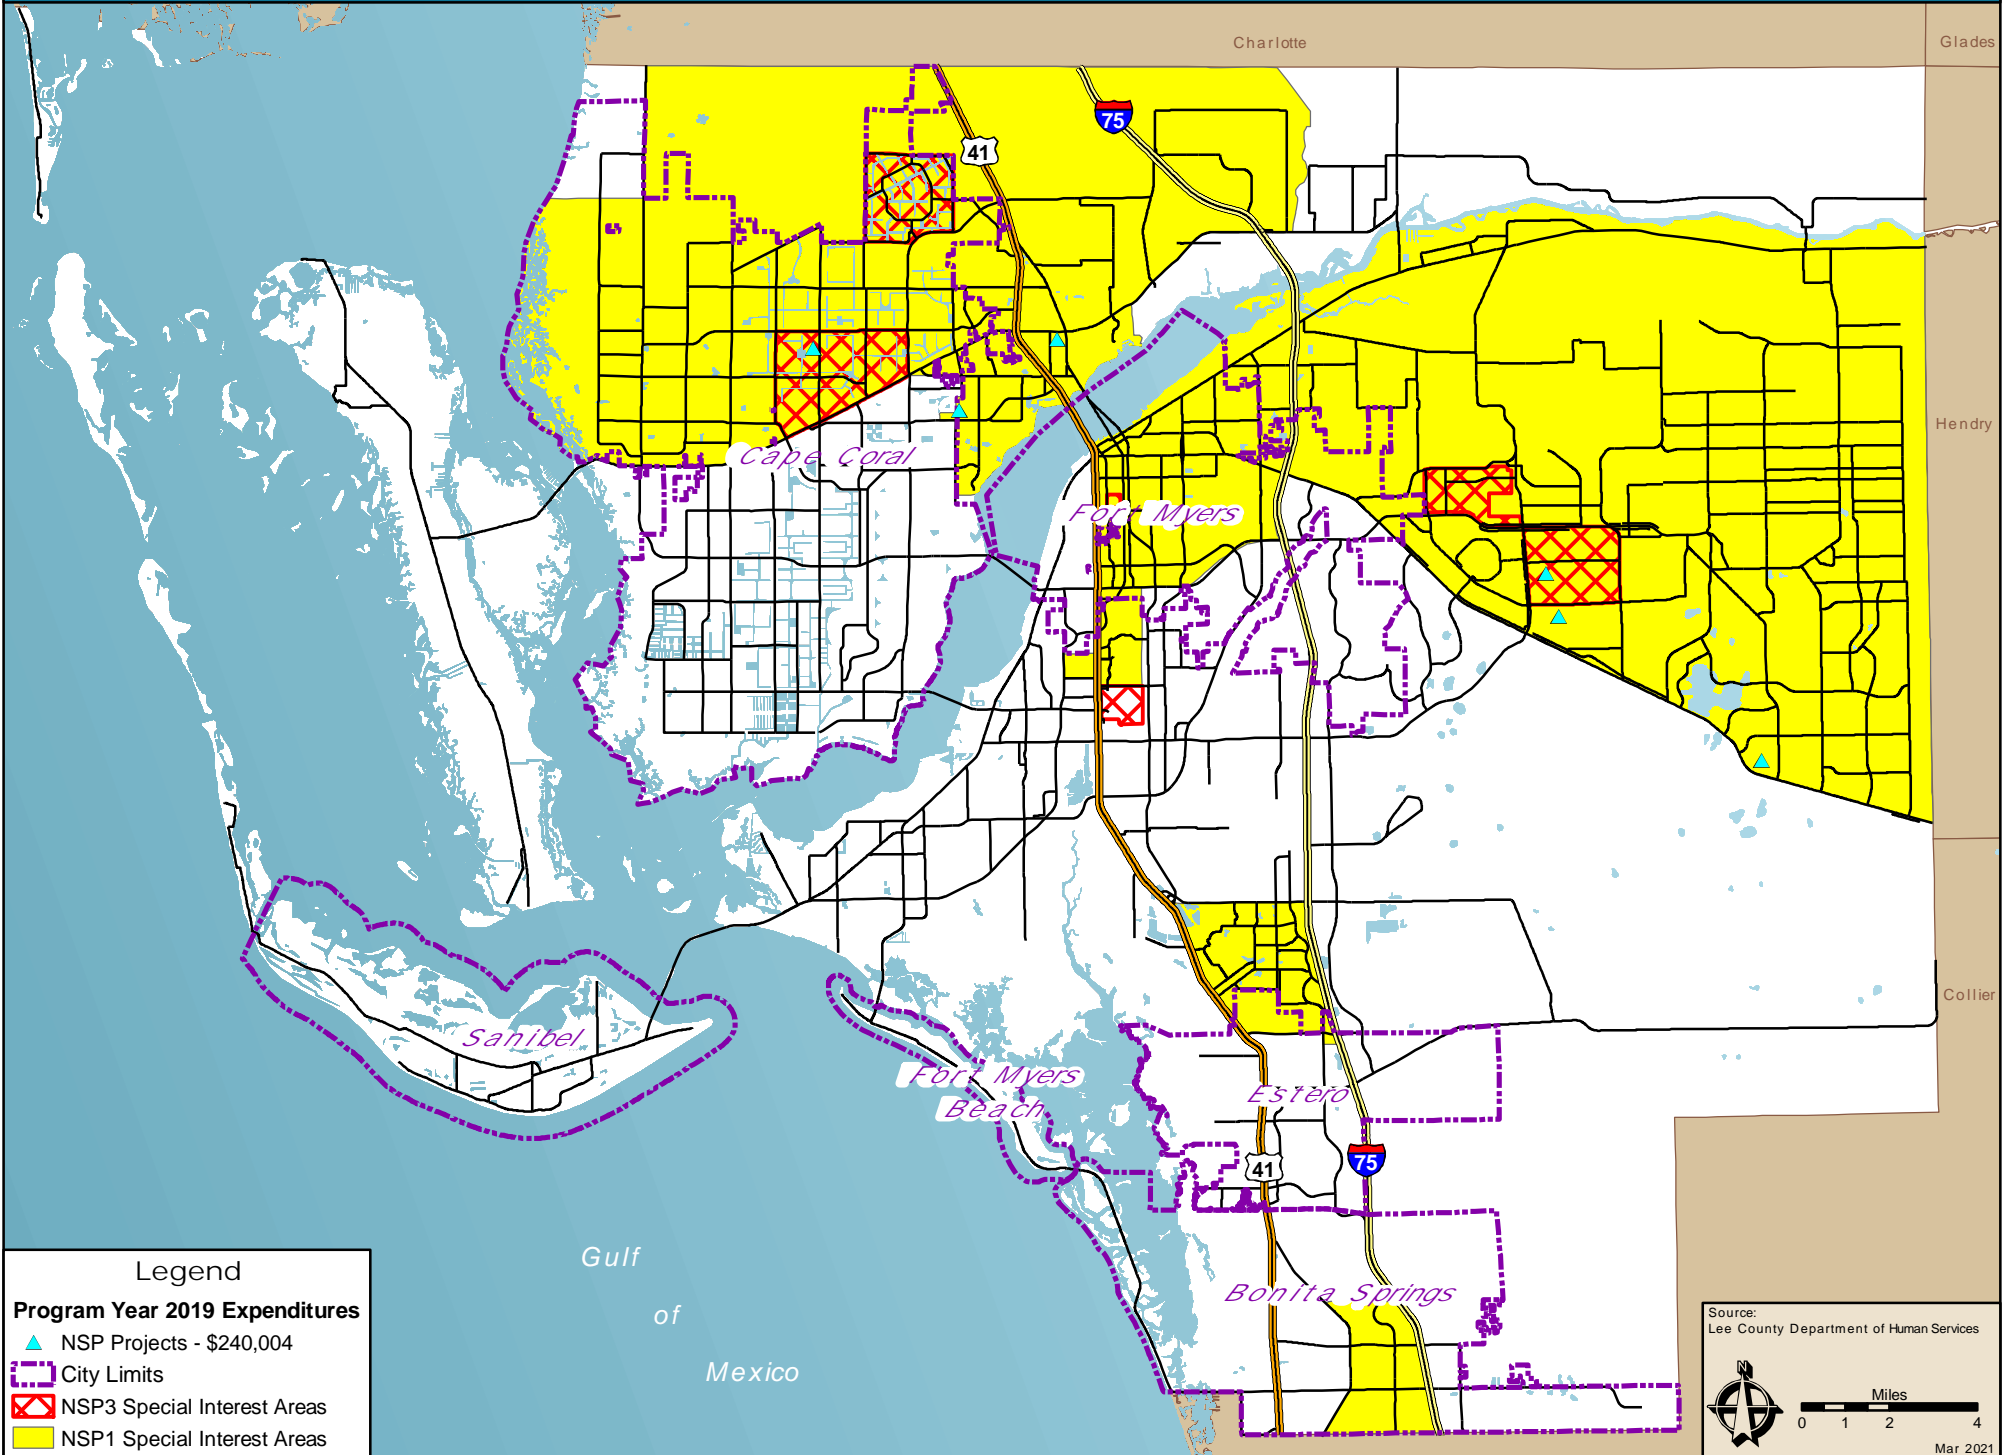 Charlotte
Glades
75
41
Hendry
Cape Coral
Fort Myers
Collier
Sanibel
Fort Myers
Beach
Estero
41
75
Gulf
of
Mexico
Bonita Springs
Legend
Program Year 2019 Expenditures
NSP Projects - $240,004
City Limits
NSP3 Special Interest Areas
NSP1 Special Interest Areas
Source:
Lee County Department of Human Services
N
Miles
0 1 2 4
Mar 2021